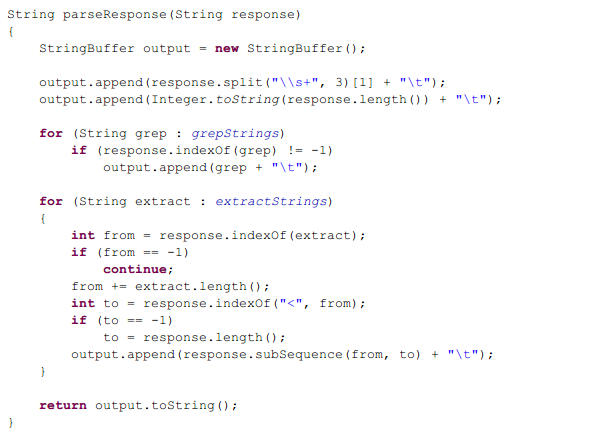 String parseResponse(String response)
{
    StringBuffer output = new StringBuffer();

    output.append(response.split("\\s+", 3)[1] + "\t");
    output.append(Integer.toString(response.length()) + "\t");

    for (String grep : grepStrings)
        if (response.indexOf(grep) != -1)
            output.append(grep + "\t");

    for (String extract : extractStrings)
    {
        int from = response.indexOf(extract);
        if (from == -1)
            continue;
        from += extract.length();
        int to = response.indexOf("<", from);
        if (to == -1)
            to = response.length();
        output.append(response.subSequence(from, to) + "\t");
    }

    return output.toString();
}